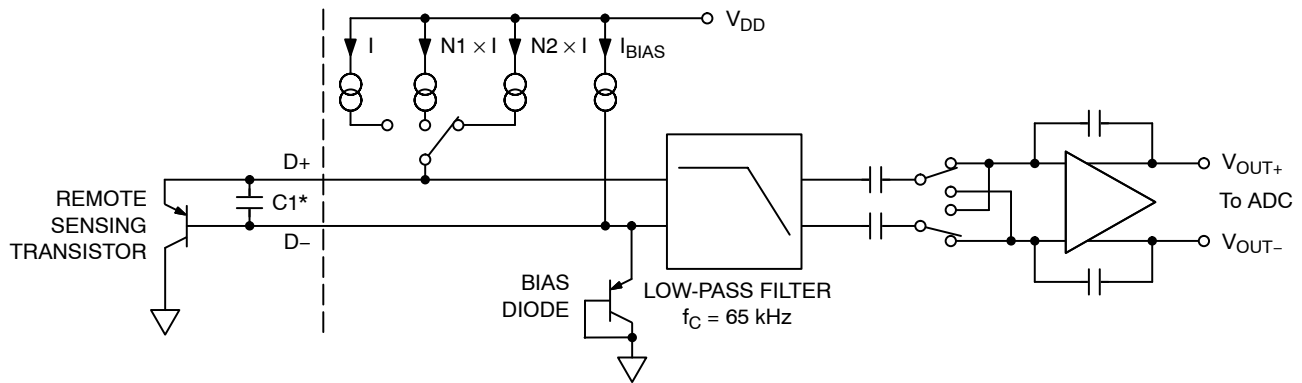 V_DD
I
N1 × I
N2 × I
I_BIAS
D+
REMOTE
SENSING
TRANSISTOR
C1*
D−
V_OUT+
To ADC
V_OUT−
BIAS
DIODE
LOW-PASS FILTER
f_C = 65 kHz